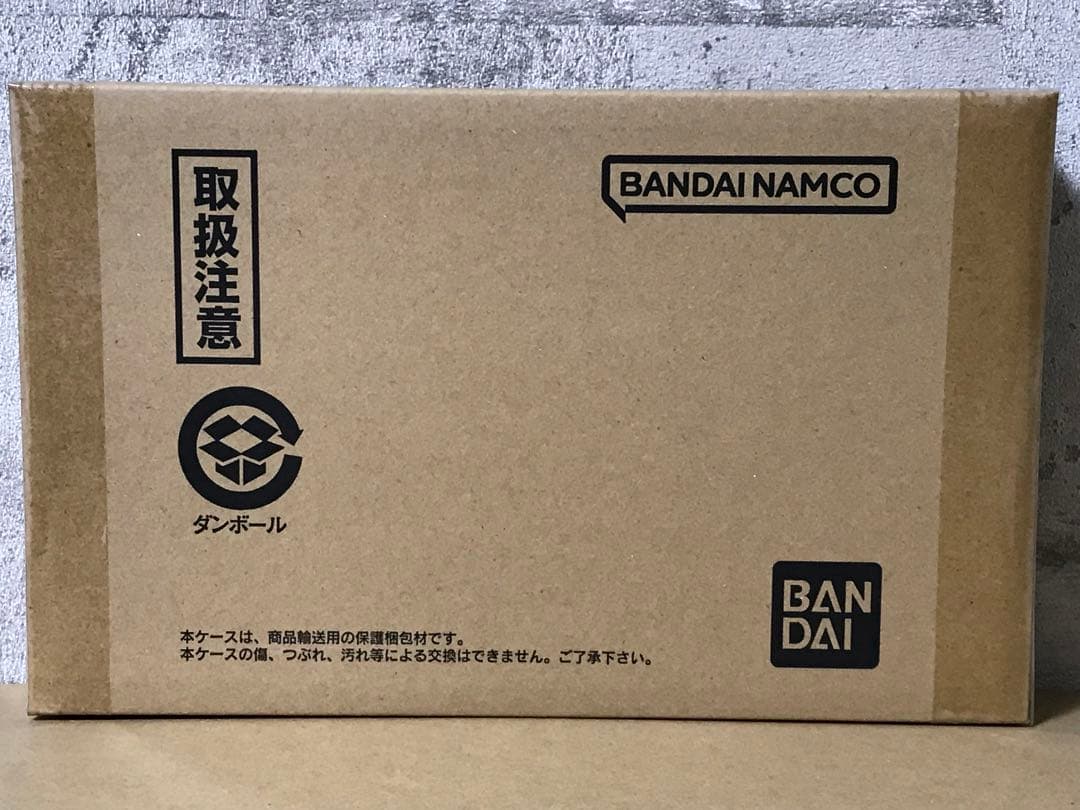 取扱注意
BANDAI NAMCO
ダンボール
本ケースは、商品輸送用の保護梱包材です。
本ケースの傷、つぶれ、汚れ等による交換はできません。ご了承下さい。
BAN
DAI